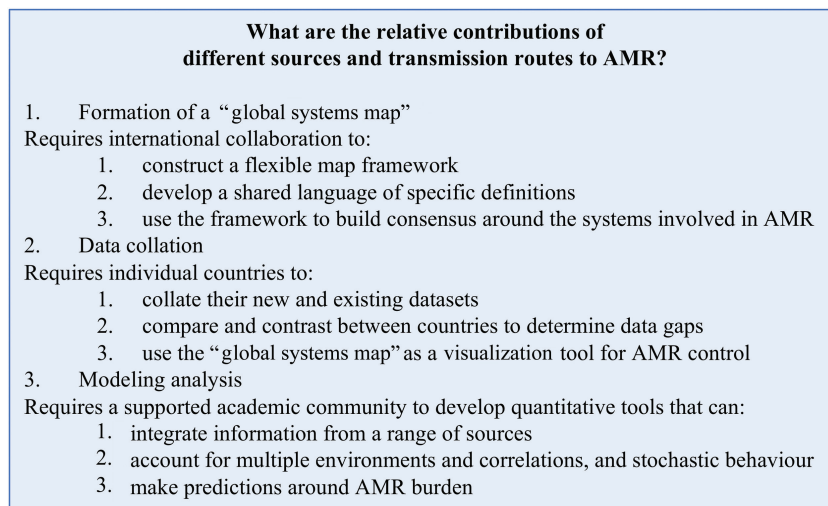 What are the relative contributions of
different sources and transmission routes to AMR?
1. Formation of a “global systems map”
Requires international collaboration to:
1. construct a flexible map framework
2. develop a shared language of specific definitions
3. use the framework to build consensus around the systems involved in AMR
2. Data collation
Requires individual countries to:
1. collate their new and existing datasets
2. compare and contrast between countries to determine data gaps
3. use the “global systems map” as a visualization tool for AMR control
3. Modeling analysis
Requires a supported academic community to develop quantitative tools that can:
1. integrate information from a range of sources
2. account for multiple environments and correlations, and stochastic behaviour
3. make predictions around AMR burden